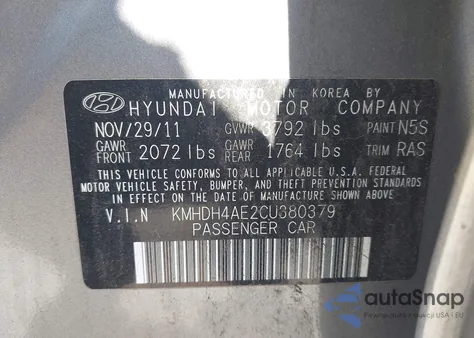 MANUFACTURED IN KOREA BY
HYUNDAI MOTOR COMPANY
NOV/29/11 GVWR 3792 lbs PAINT N5S
GAWR FRONT 2072 lbs GAWR REAR 1764 lbs TRIM RAS
THIS VEHICLE CONFORMS TO ALL APPLICABLE U.S.A. FEDERAL
MOTOR VEHICLE SAFETY, BUMPER, AND THEFT PREVENTION
STANDARDS IN EFFECT ON THE DATE OF MANUFACTURE SHOWN ABOVE.
V.I.N KMHDH4AE2CU380379
PASSENGER CAR
autoSnap